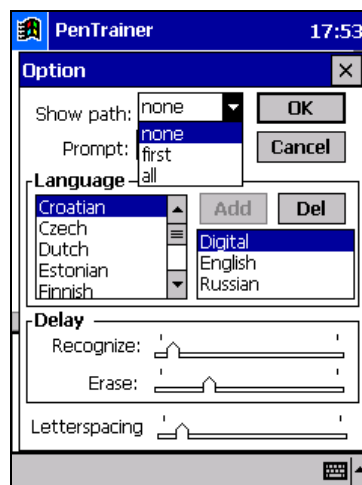 PenTrainer 17:53
Option
Show path: none OK
none
Prompt: first Cancel
all
Language
Croatian Add Del
Czech Digital
Dutch English
Estonian Russian
Finnish
Delay
Recognize:
Erase:
Letterspacing